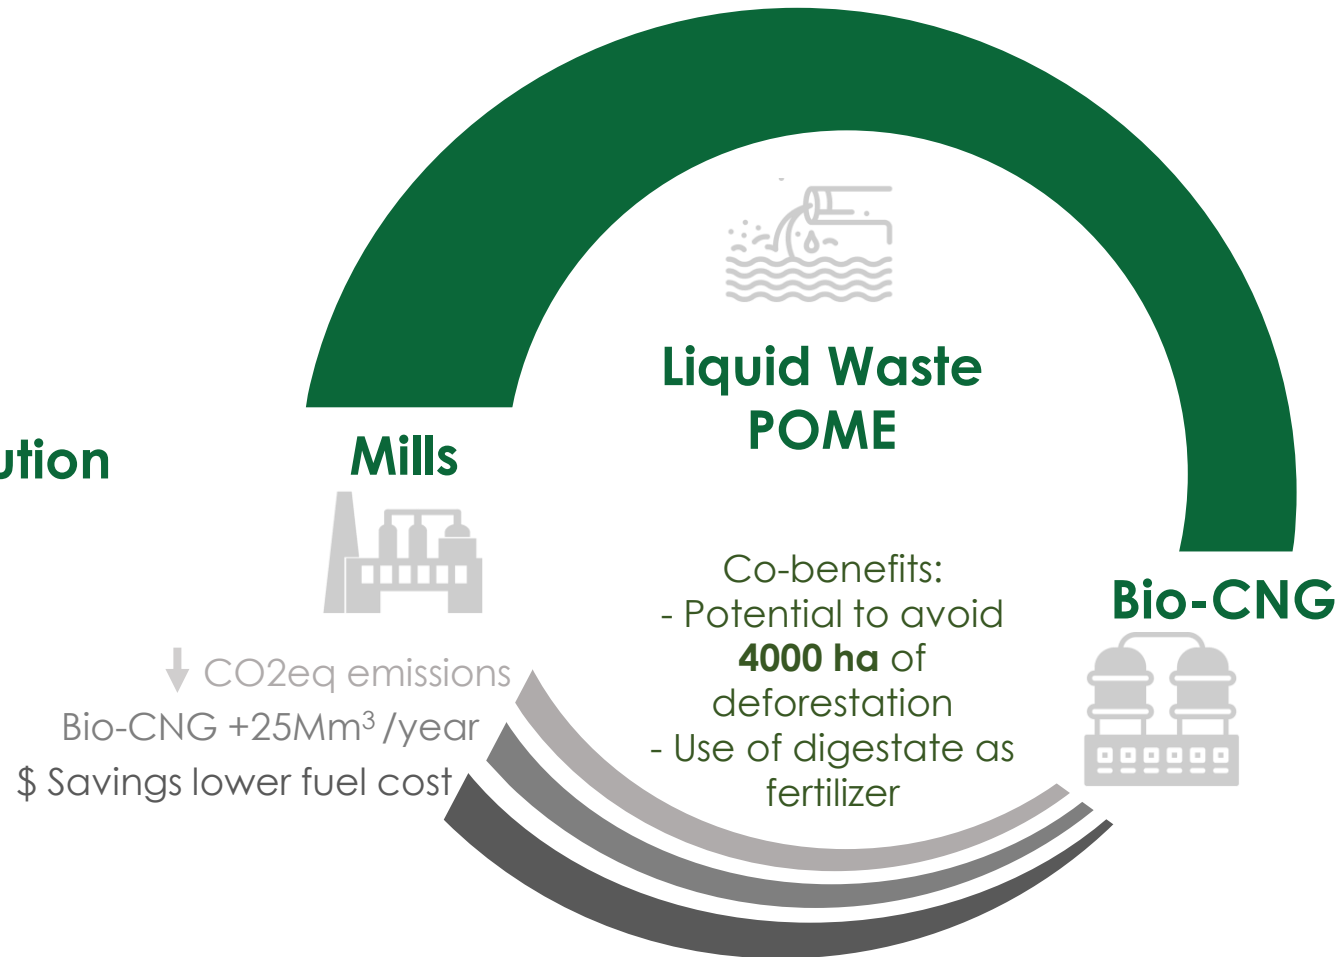 Liquid Waste
POME
ution
Mills
Co-benefits:
- Potential to avoid
4000 ha of
deforestation
- Use of digestate as
fertilizer
Bio-CNG
CO2eq emissions
Bio-CNG +25Mm³/year
$ Savings lower fuel cost